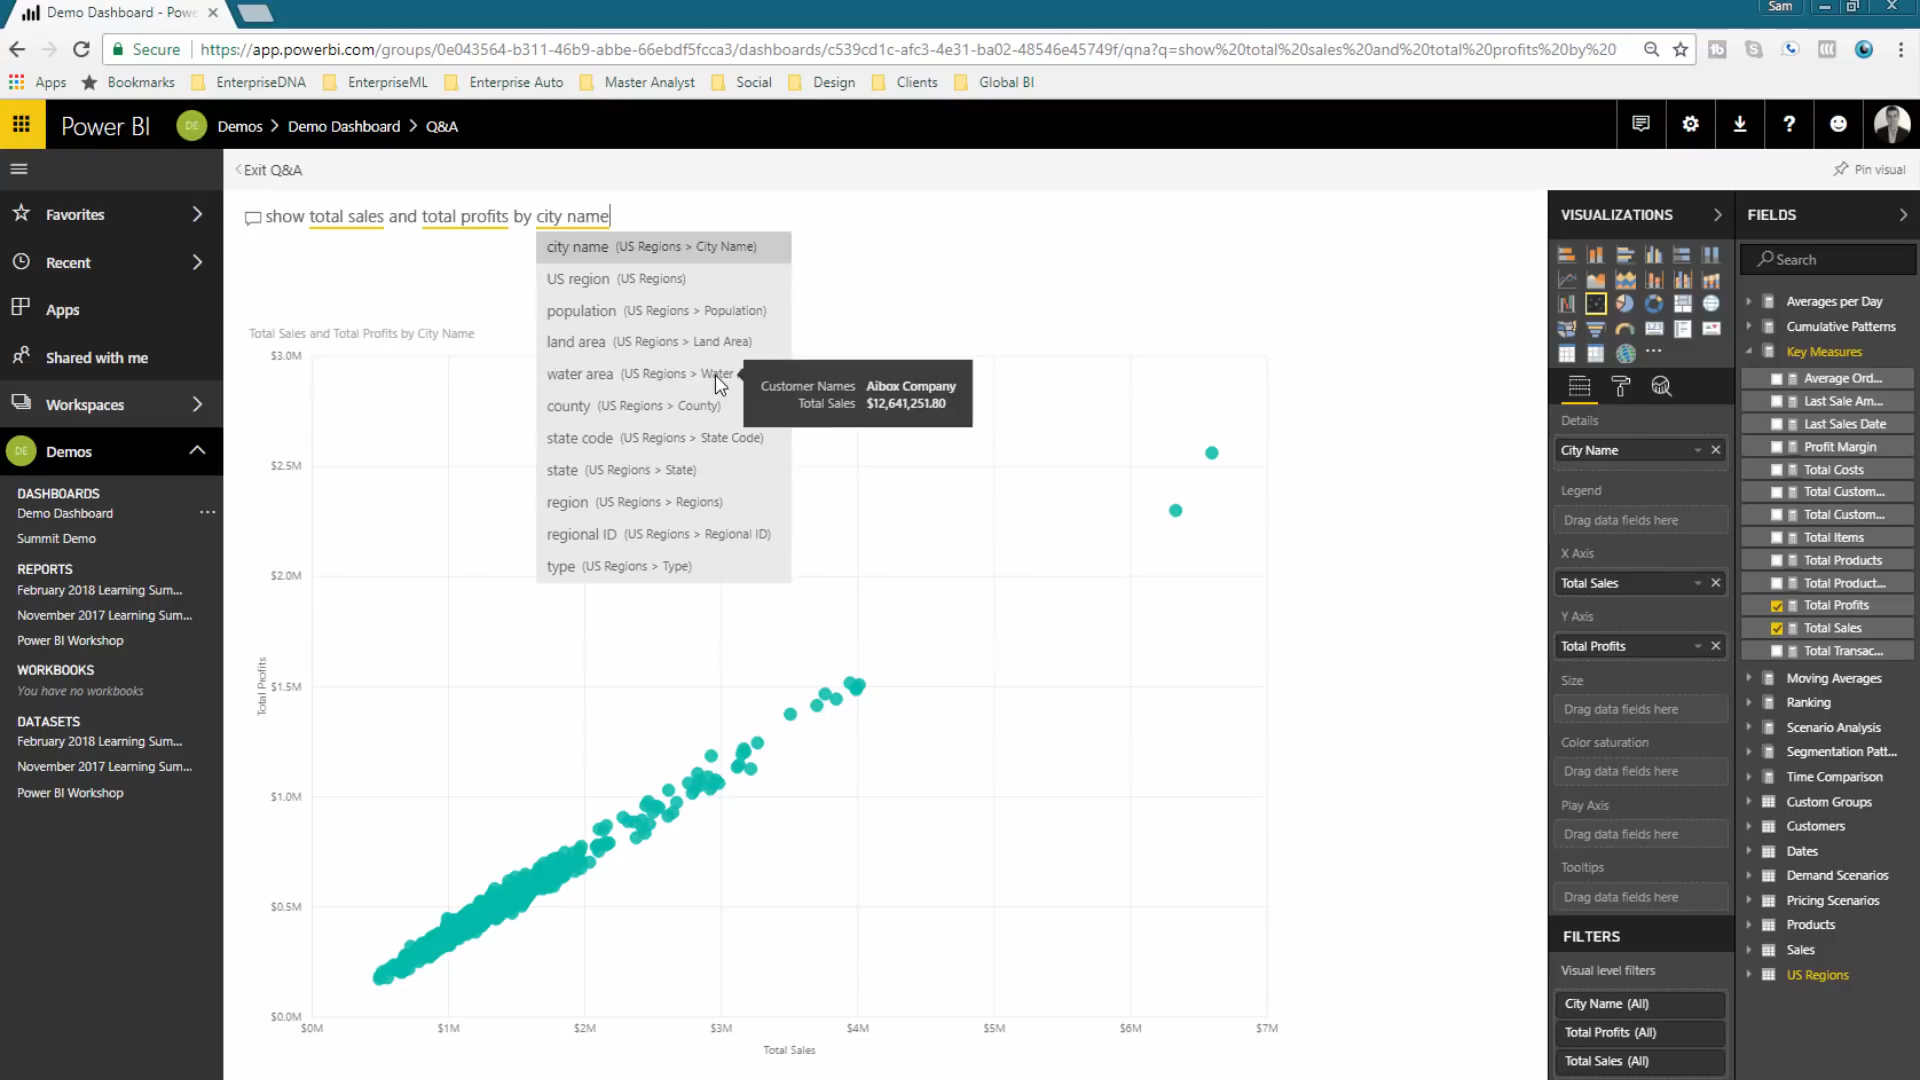 Demo Dashboard - Powe
Sam
Secure
https://app.powerbi.com/groups/0e043564-b311-46b9-abbe-66ebdf5fcca3/dashboards/c539cd1c-afc3-4e31-ba02-48546e45749f/qna?q=show%20total%20sales%20and%20total%20profits%20by%20
Apps
Bookmarks
EnterpriseDNA
EnterpriseML
Enterprise Auto
Master Analyst
Social
Design
Clients
Global BI
Power BI
DE
Demos > Demo Dashboard > Q&A
Exit Q&A
Pin visual
Favorites
Recent
Apps
Shared with me
Workspaces
DE
Demos
DASHBOARDS
Demo Dashboard
Summit Demo
REPORTS
February 2018 Learning Sum...
November 2017 Learning Sum...
Power BI Workshop
WORKBOOKS
You have no workbooks
DATASETS
February 2018 Learning Sum...
November 2017 Learning Sum...
Power BI Workshop
show total sales and total profits by city name
city name (US Regions > City Name)
US region (US Regions)
population (US Regions > Population)
land area (US Regions > Land Area)
water area (US Regions > Water
county (US Regions > County)
state code (US Regions > State Code)
state (US Regions > State)
region (US Regions > Regions)
regional ID (US Regions > Regional ID)
type (US Regions > Type)
Customer Names Aibox Company
Total Sales $12,641,251.80
Total Sales and Total Profits by City Name
$3.0M
$2.5M
$2.0M
$1.5M
$1.0M
$0.5M
$0.0M
Total Profits
$0M
$1M
$2M
$3M
$4M
$5M
$6M
$7M
Total Sales
VISUALIZATIONS
Details
City Name
Legend
Drag data fields here
X Axis
Total Sales
Y Axis
Total Profits
Size
Drag data fields here
Color saturation
Drag data fields here
Play Axis
Drag data fields here
Tooltips
Drag data fields here
FILTERS
Visual level filters
City Name (All)
Total Profits (All)
Total Sales (All)
FIELDS
Search
Averages per Day
Cumulative Patterns
Key Measures
Average Ord...
Last Sale Am...
Last Sales Date
Profit Margin
Total Costs
Total Custom...
Total Custom...
Total Items
Total Products
Total Product...
Total Profits
Total Sales
Total Transac...
Moving Averages
Ranking
Scenario Analysis
Segmentation Patt...
Time Comparison
Custom Groups
Customers
Dates
Demand Scenarios
Pricing Scenarios
Products
Sales
US Regions